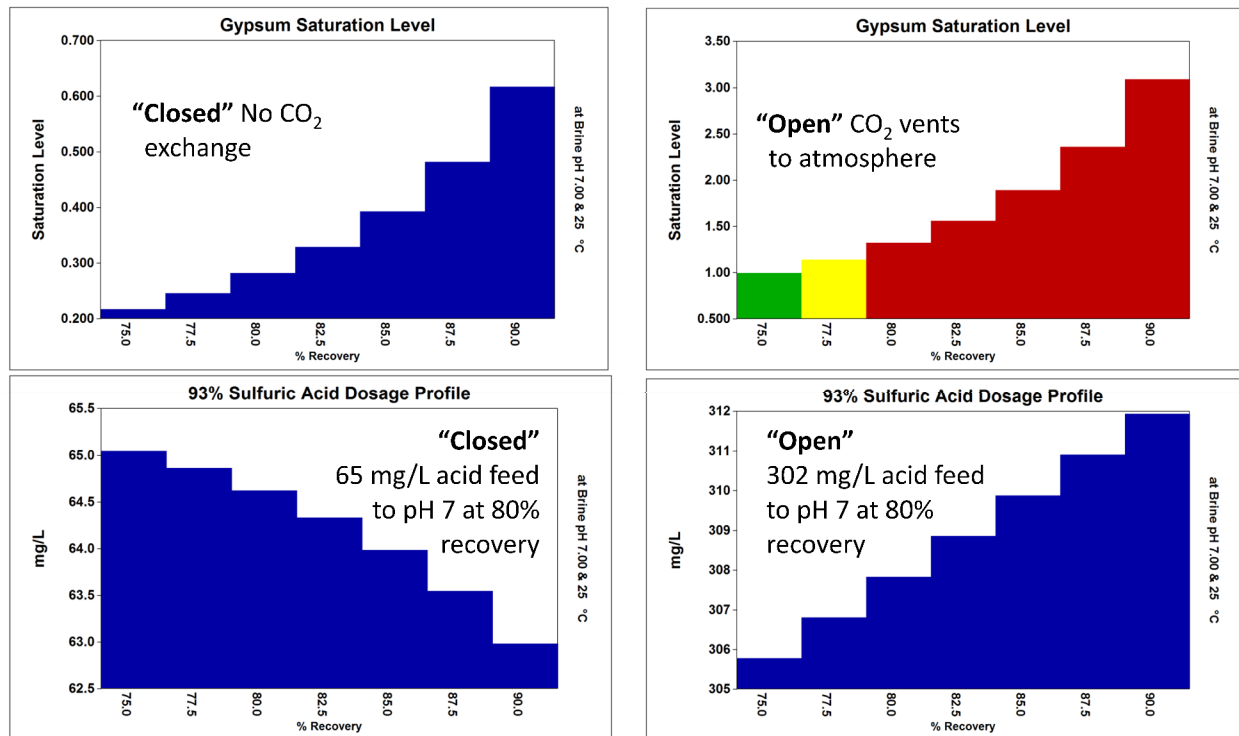 Gypsum Saturation Level
0.700
0.600
0.500
0.400
0.300
0.200
Saturation Level
“Closed” No CO₂
exchange
75.0
77.5
80.0
82.5
85.0
87.5
90.0
% Recovery
at Brine pH 7.00 & 25 °C
Gypsum Saturation Level
3.50
3.00
2.50
2.00
1.50
1.00
0.500
Saturation Level
“Open” CO₂ vents
to atmosphere
75.0
77.5
80.0
82.5
85.0
87.5
90.0
% Recovery
at Brine pH 7.00 & 25 °C
93% Sulfuric Acid Dosage Profile
65.5
65.0
64.5
64.0
63.5
63.0
62.5
mg/L
“Closed”
65 mg/L acid feed
to pH 7 at 80%
recovery
75.0
77.5
80.0
82.5
85.0
87.5
90.0
% Recovery
at Brine pH 7.00 & 25 °C
93% Sulfuric Acid Dosage Profile
312
311
310
309
308
307
306
305
mg/L
“Open”
302 mg/L acid feed
to pH 7 at 80%
recovery
75.0
77.5
80.0
82.5
85.0
87.5
90.0
% Recovery
at Brine pH 7.00 & 25 °C